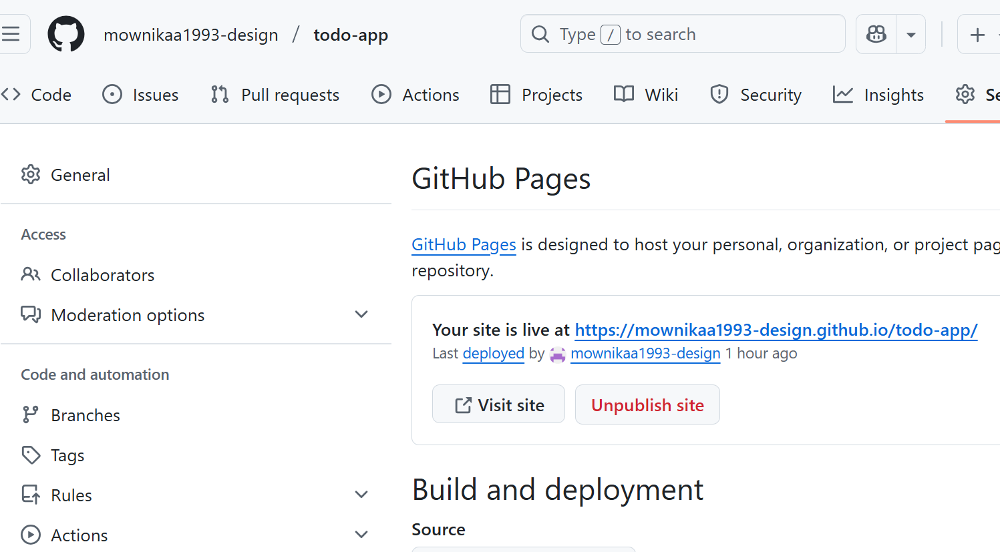 mownikaa1993-design / todo-app
Type / to search
Code Issues Pull requests Actions Projects Wiki Security Insights Se
General
Access
Collaborators
Moderation options
Code and automation
Branches
Tags
Rules
Actions
GitHub Pages
GitHub Pages is designed to host your personal, organization, or project pag
repository.
Your site is live at https://mownikaa1993-design.github.io/todo-app/
Last deployed by mownikaa1993-design 1 hour ago
Visit site Unpublish site
Build and deployment
Source